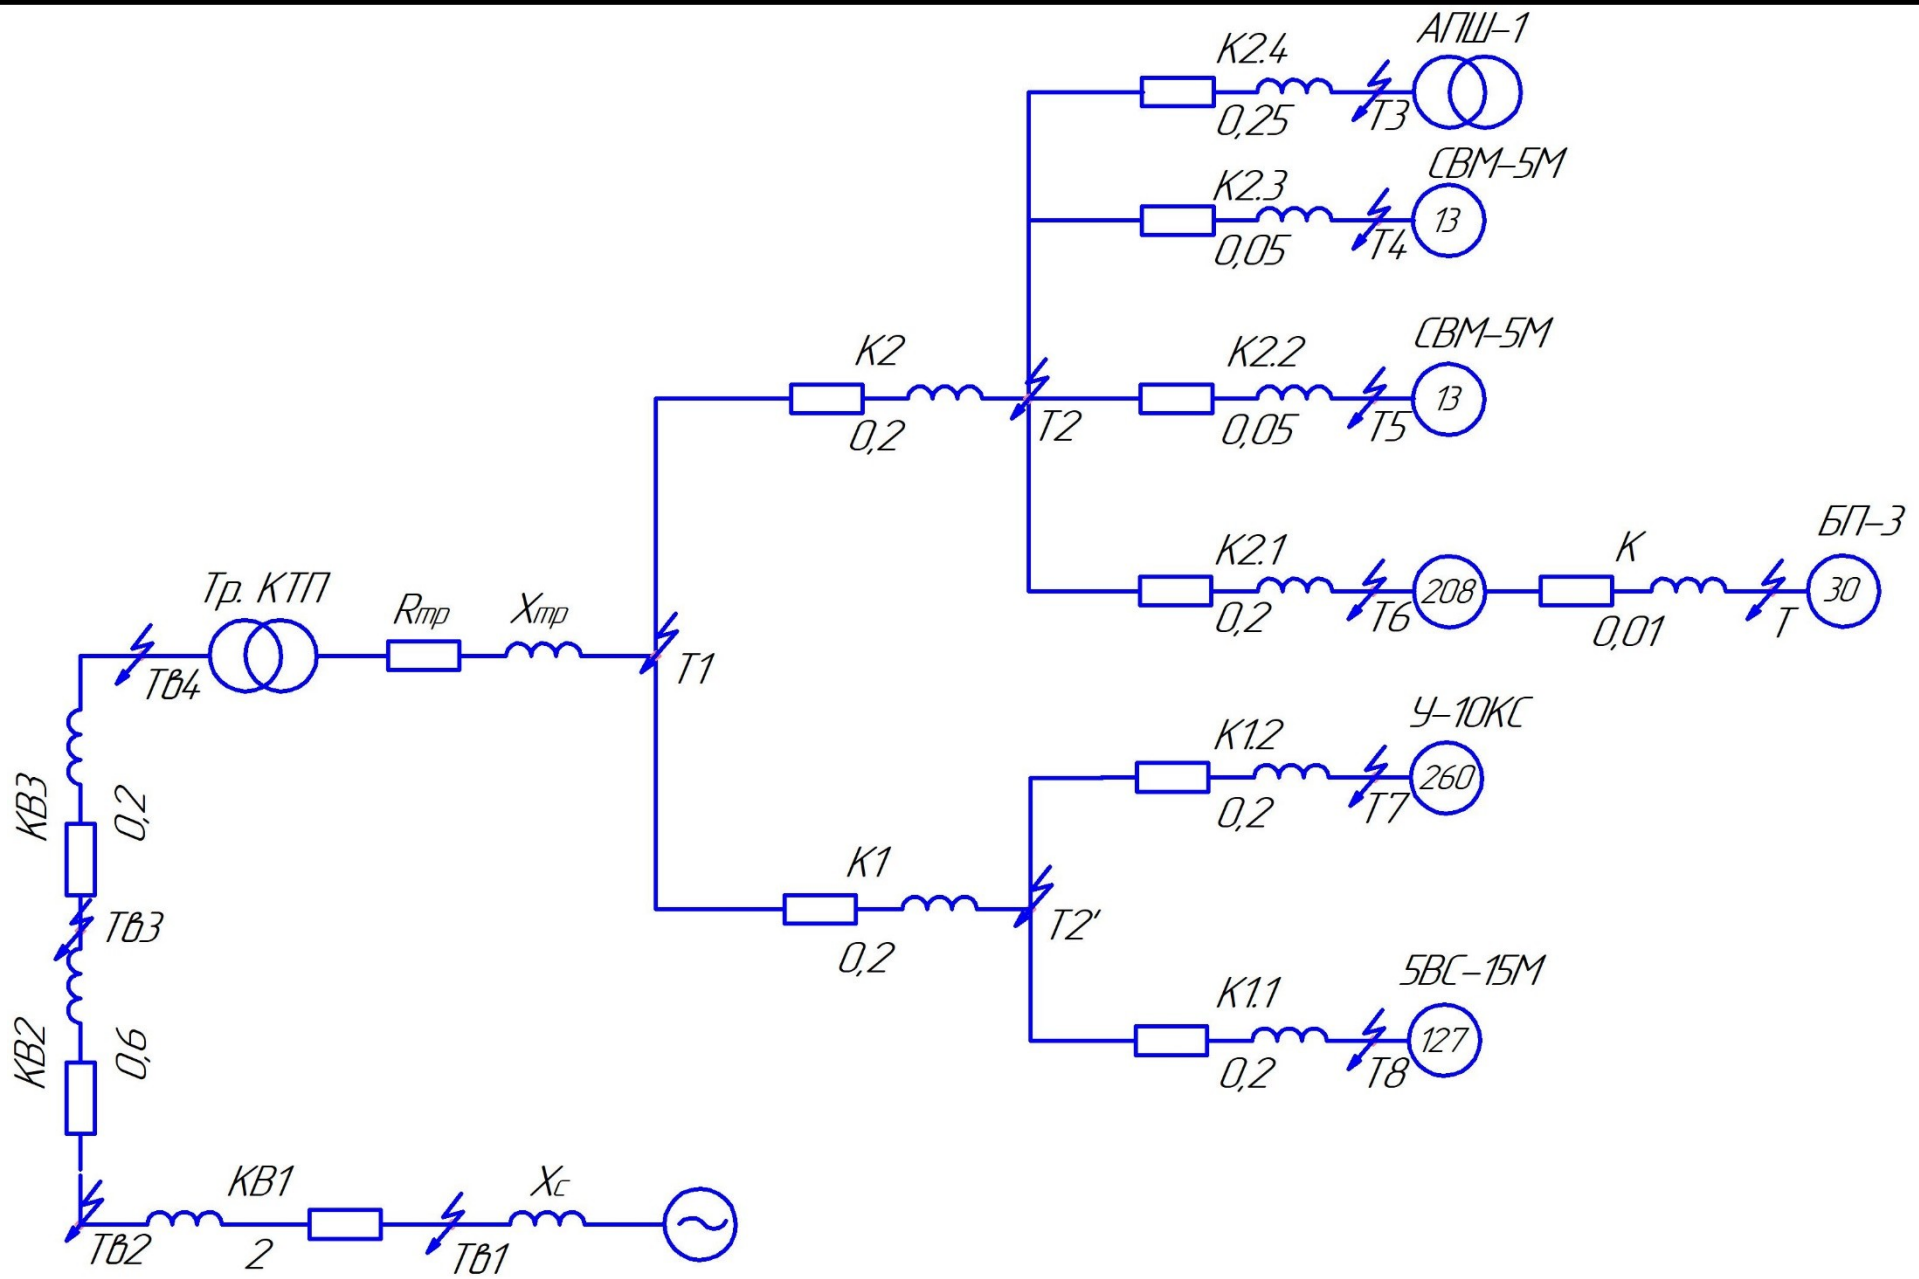 АПШ-1
К2.4
0,25
Т3
СВМ-5М
К2.3
13
0,05
Т4
СВМ-5М
К2
К2.2
13
0,2
Т2
0,05
Т5
БП-3
К2.1
К
208
30
0,2
Т6
0,01
Т
Тр. КТП
Rтр
Xтр
Тв4
Т1
У-10КС
К1.2
260
0,2
Т7
КВ3
0,2
К1
Тв3
Т2'
0,2
5ВС-15М
К1.1
127
0,2
Т8
КВ2
0,6
КВ1
Xс
Тв2
2
Тв1